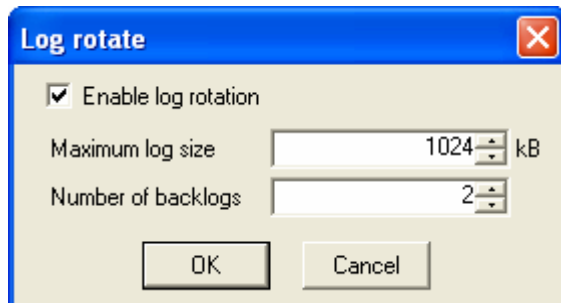 Log rotate
Enable log rotation
Maximum log size 1024 kB
Number of backlogs 2
OK Cancel